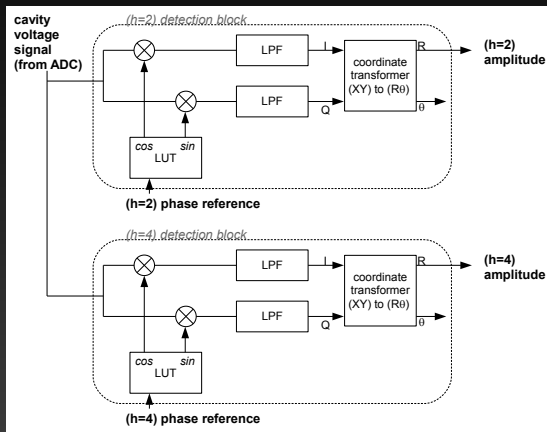 cavity
voltage
signal
(from ADC)
(h=2) detection block
LPF
I
coordinate
transformer
(XY) to (Rθ)
R
(h=2)
amplitude
LPF
Q
θ
cos
sin
LUT
(h=2) phase reference
(h=4) detection block
LPF
I
coordinate
transformer
(XY) to (Rθ)
R
(h=4)
amplitude
LPF
Q
θ
cos
sin
LUT
(h=4) phase reference